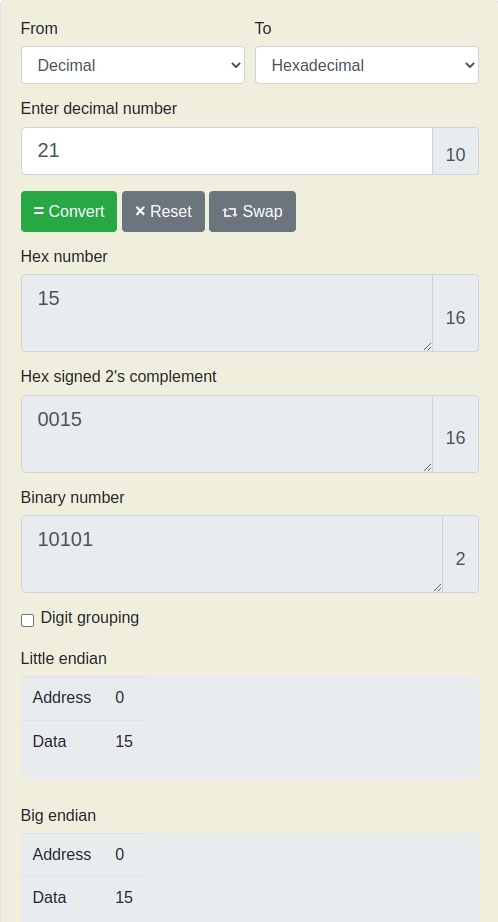 From To
Decimal Hexadecimal
Enter decimal number
21 10
= Convert × Reset Swap
Hex number
15 16
Hex signed 2's complement
0015 16
Binary number
10101 2
Digit grouping
Little endian
Address 0
Data 15
Big endian
Address 0
Data 15